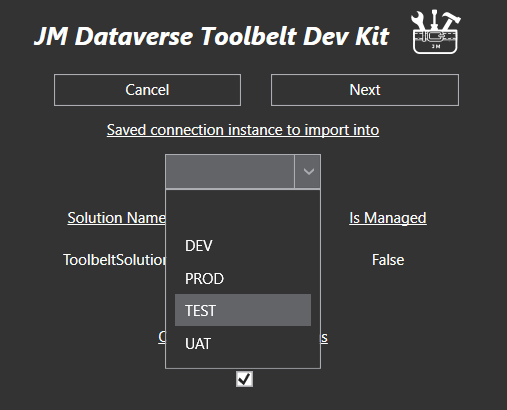 JM Dataverse Toolbelt Dev Kit
JM
Cancel
Next
Saved connection instance to import into
Solution Name
Is Managed
ToolbeltSolution
False
DEV
PROD
TEST
UAT